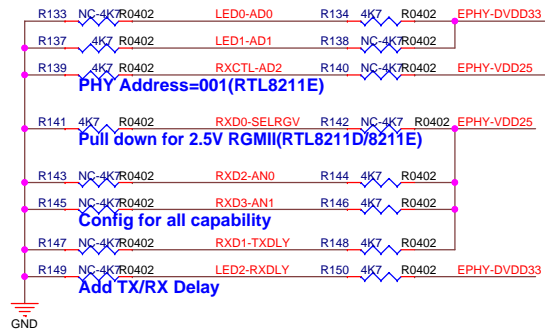 R133 NC-4K7 R0402 LED0-AD0 R134 4K7 R0402 EPHY-DVDD33
R137 4K7 R0402 LED1-AD1 R138 NC-4K7 R0402
R139 4K7 R0402 RXCTL-AD2 R140 NC-4K7 R0402 EPHY-VDD25
PHY Address=001(RTL8211E)
R141 4K7 R0402 RXD0-SELRGV R142 NC-4K7 R0402 EPHY-VDD25
Pull down for 2.5V RGMII(RTL8211D/8211E)
R143 NC-4K7 R0402 RXD2-AN0 R144 4K7 R0402
R145 NC-4K7 R0402 RXD3-AN1 R146 4K7 R0402
Config for all capability
R147 NC-4K7 R0402 RXD1-TXDLY R148 4K7 R0402
R149 NC-4K7 R0402 LED2-RXDLY R150 4K7 R0402 EPHY-DVDD33
Add TX/RX Delay
GND